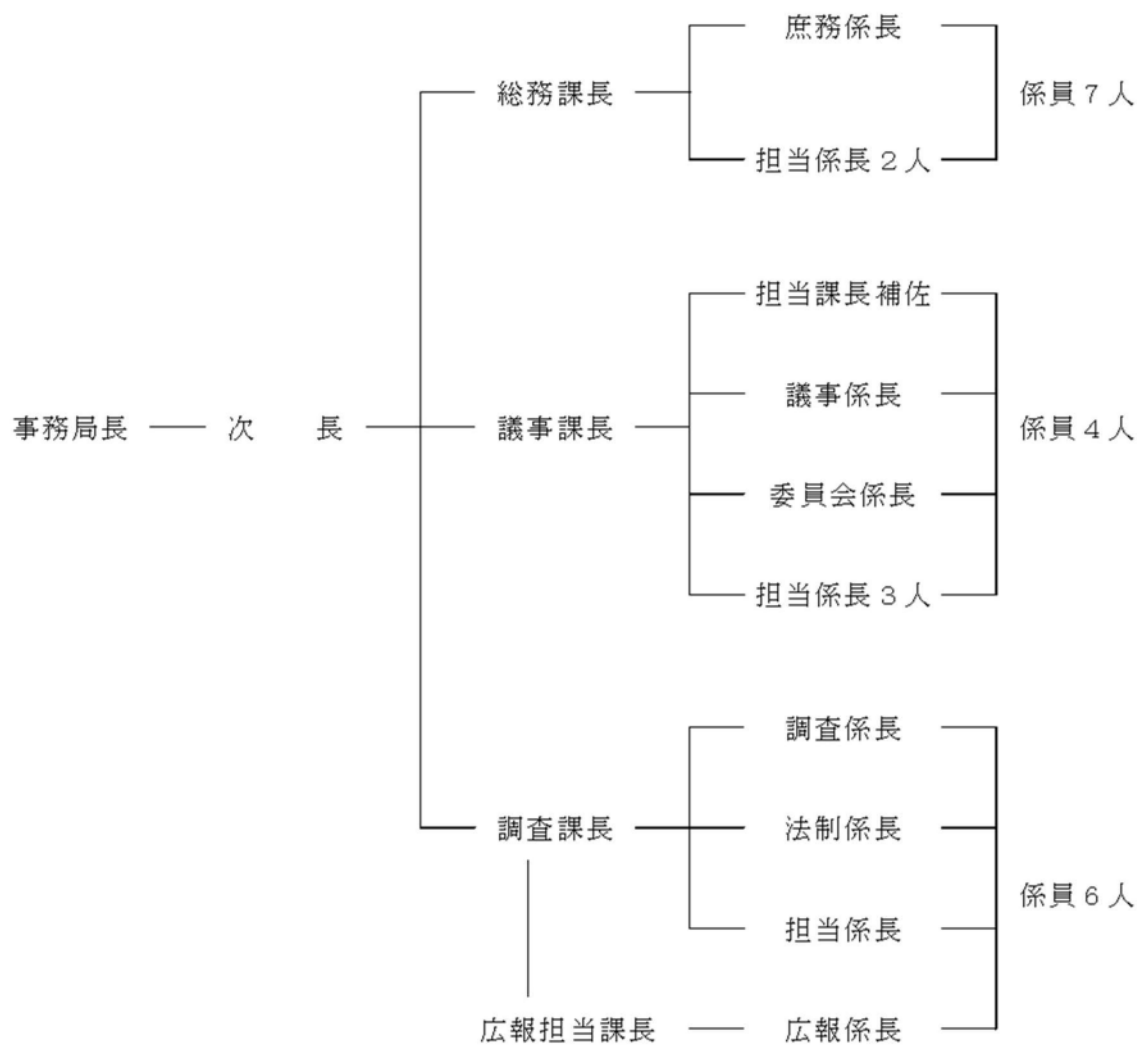 庶務係長
総務課長
係員７人
担当係長２人
担当課長補佐
議事係長
事務局長
次　長
議事課長
係員４人
委員会係長
担当係長３人
調査係長
調査課長
法制係長
係員６人
担当係長
広報担当課長
広報係長